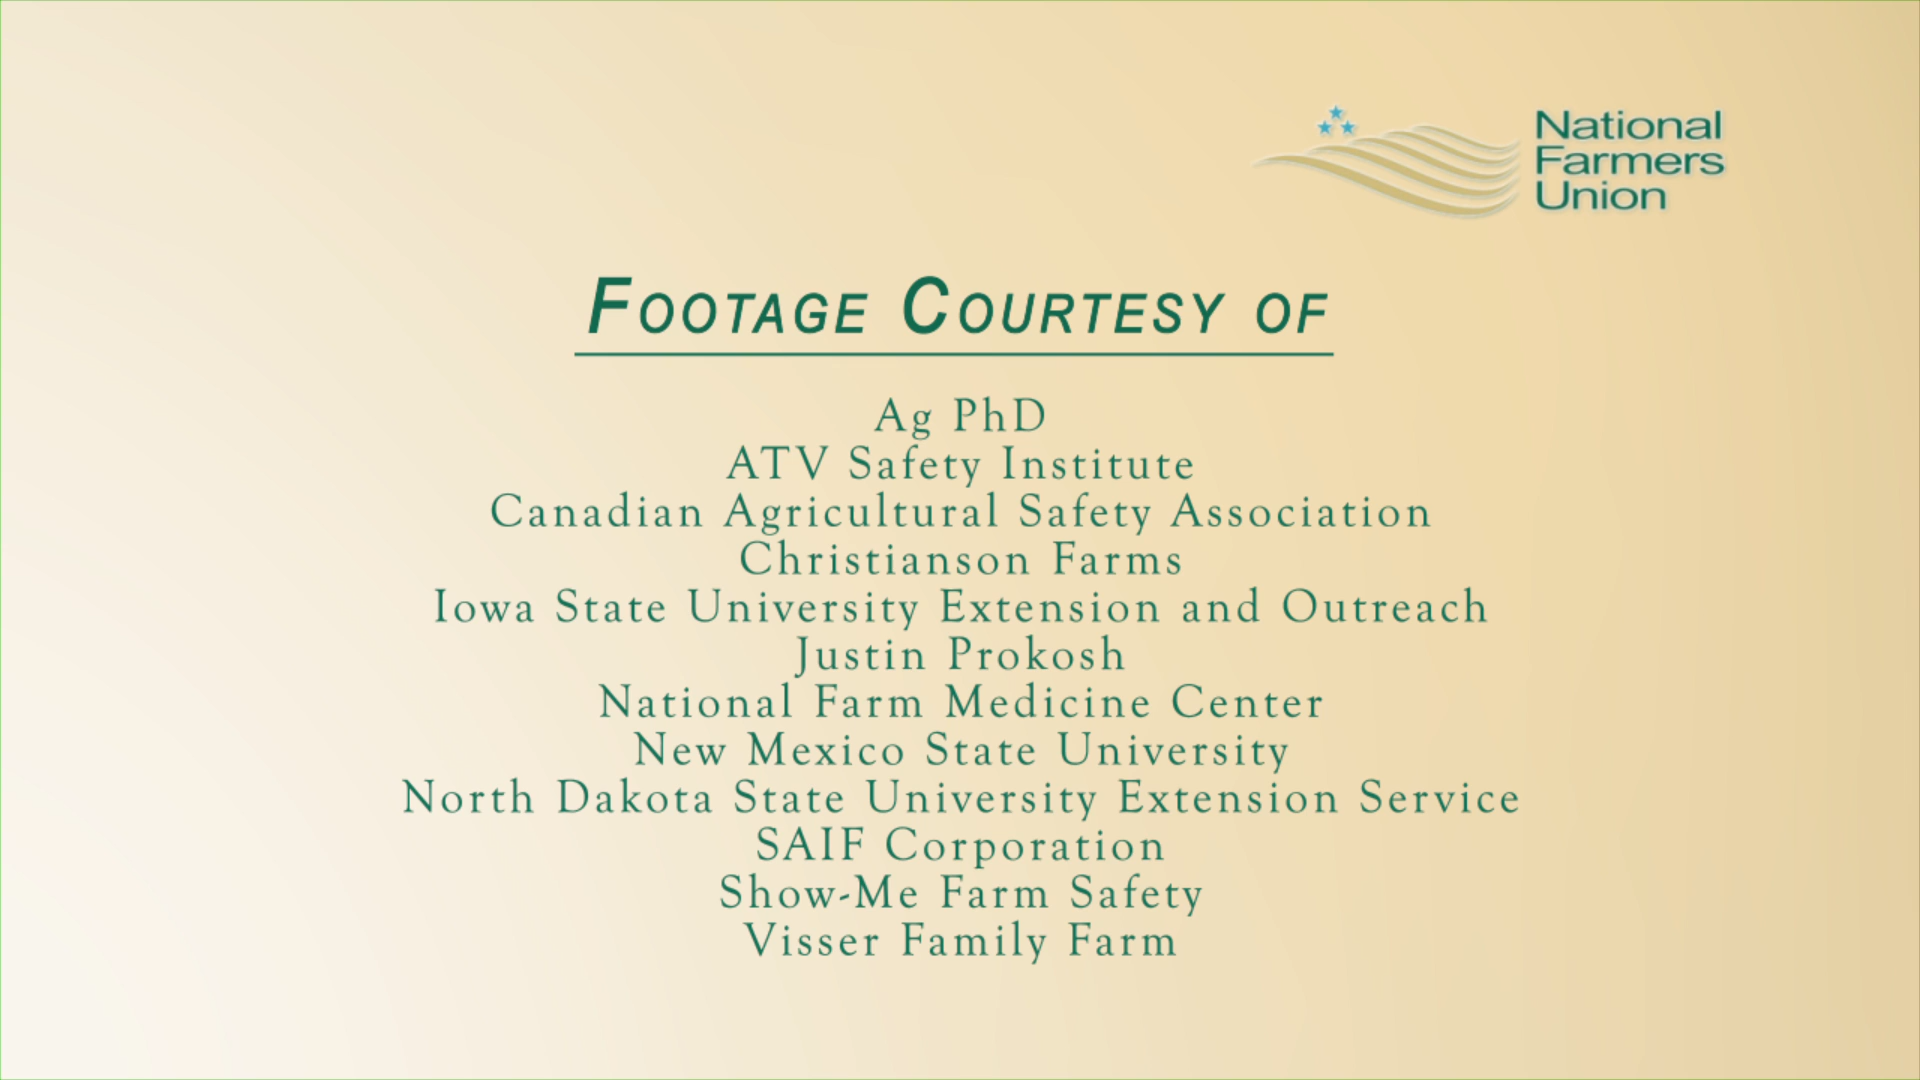 National
Farmers
Union
Footage Courtesy of
Ag PhD
ATV Safety Institute
Canadian Agricultural Safety Association
Christianson Farms
Iowa State University Extension and Outreach
Justin Prokosh
National Farm Medicine Center
New Mexico State University
North Dakota State University Extension Service
SAIF Corporation
Show-Me Farm Safety
Visser Family Farm